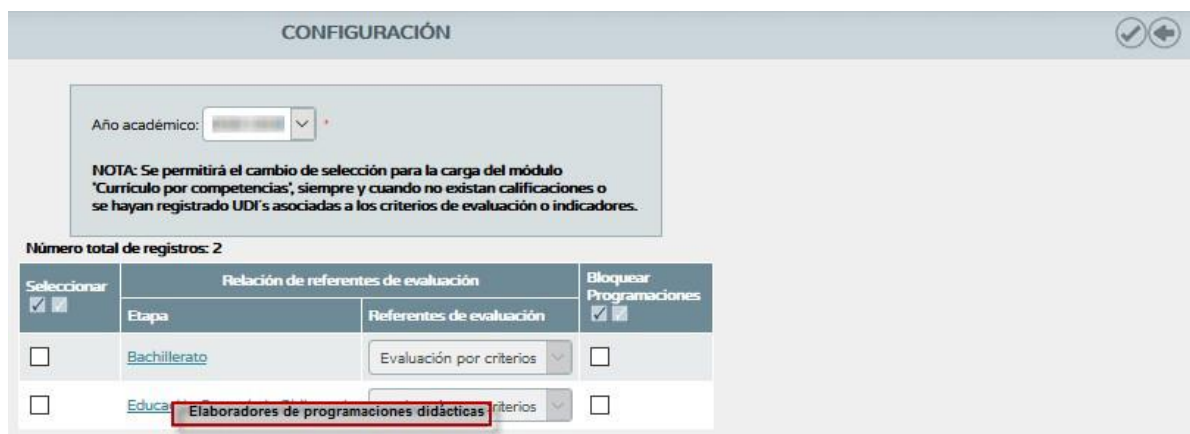 CONFIGURACIÓN
Año académico: *
NOTA: Se permitirá el cambio de selección para la carga del módulo
'Currículo por competencias', siempre y cuando no existan calificaciones o
se hayan registrado UDI's asociadas a los criterios de evaluación o indicadores.
Número total de registros: 2
Seleccionar
Relación de referentes de evaluación
Bloquear
Programaciones
Etapa
Referentes de evaluación
Bachillerato
Evaluación por criterios
Elaboradores de programaciones didácticas